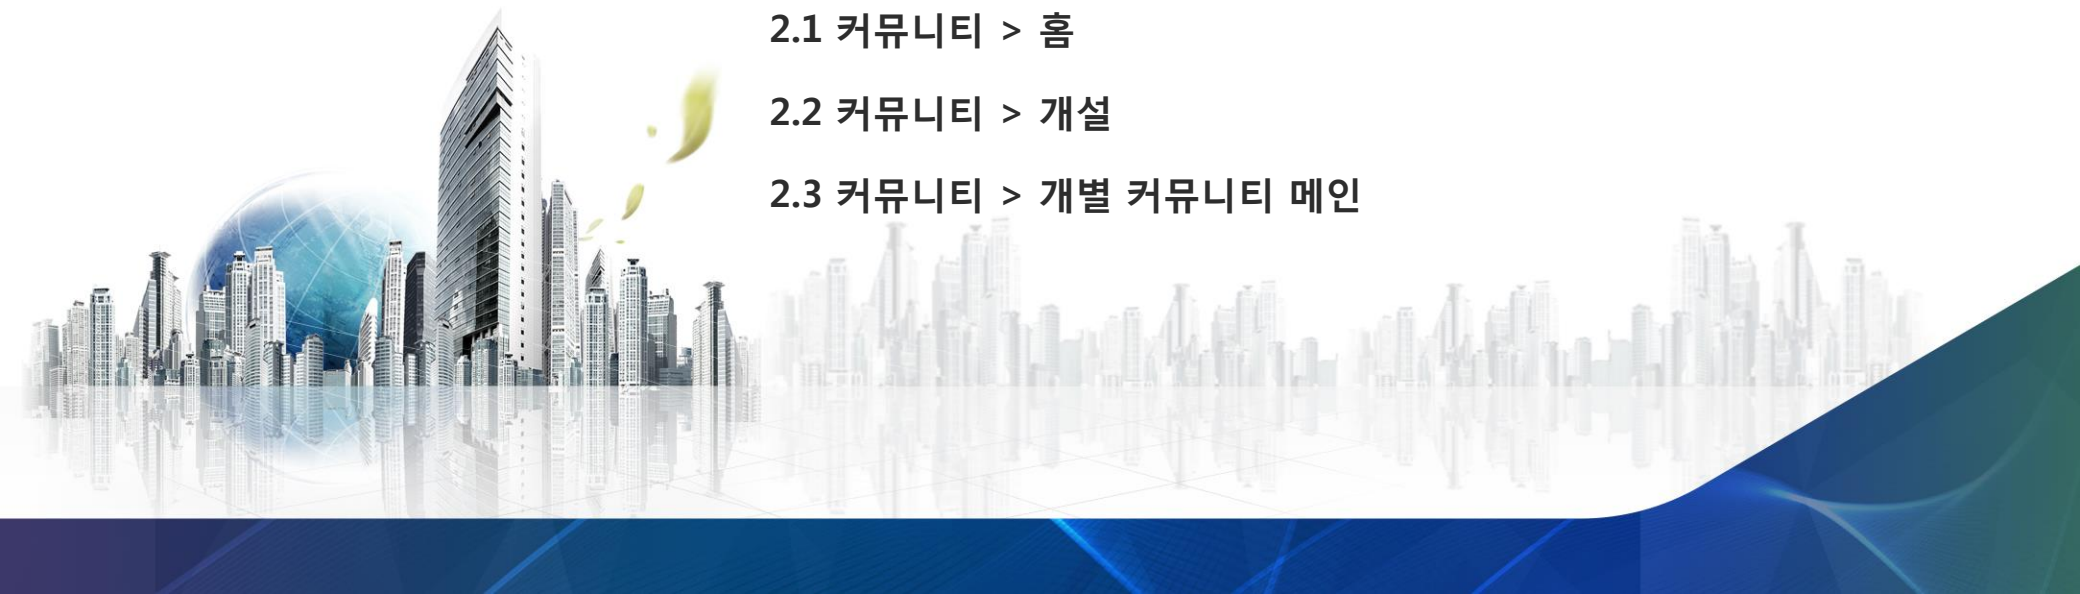 2.1 커뮤니티 > 홈
2.2 커뮤니티 > 개설
2.3 커뮤니티 > 개별 커뮤니티 메인